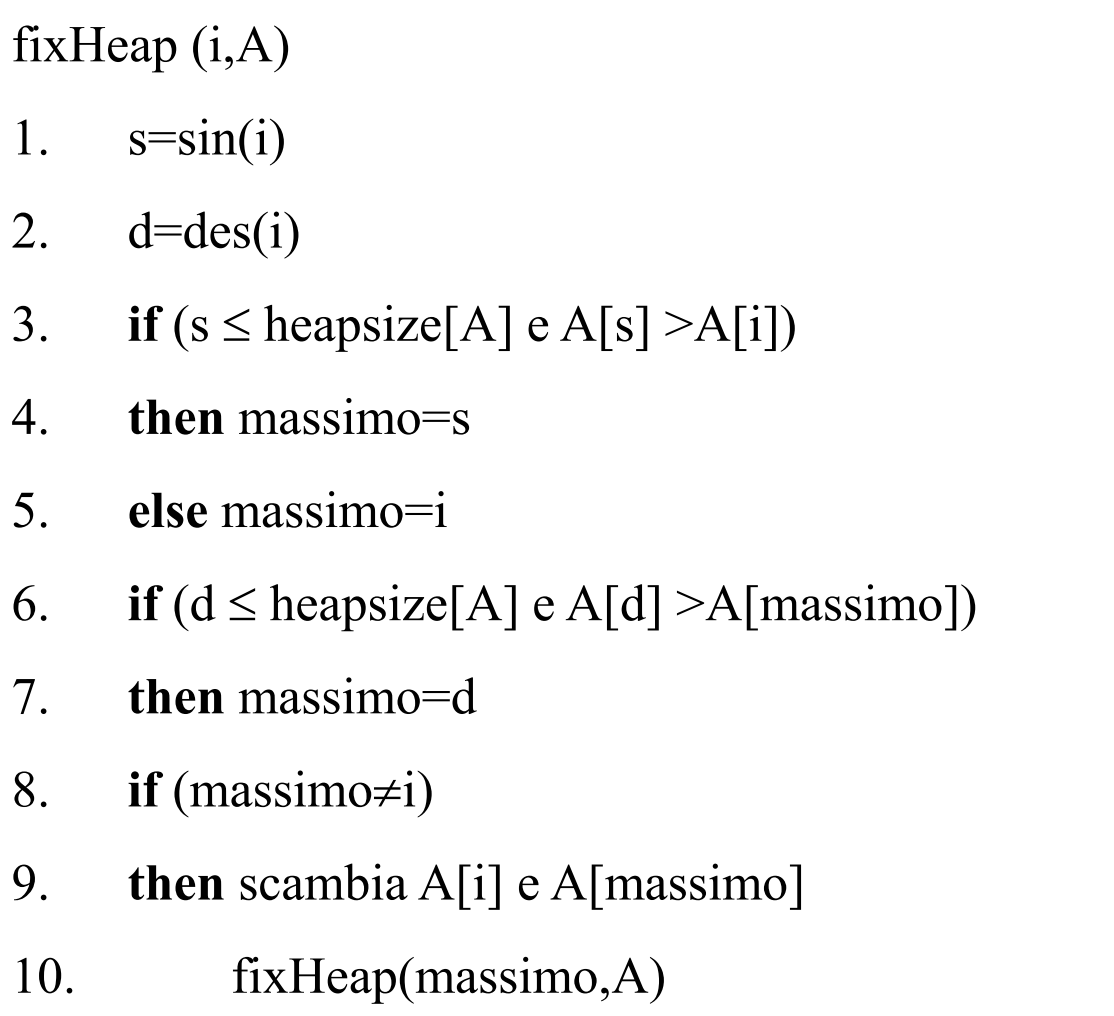 fixHeap (i,A)
1. s=sin(i)
2. d=des(i)
3. if (s ≤ heapsize[A] e A[s] >A[i])
4. then massimo=s
5. else massimo=i
6. if (d ≤ heapsize[A] e A[d] >A[massimo])
7. then massimo=d
8. if (massimo≠i)
9. then scambia A[i] e A[massimo]
10. fixHeap(massimo,A)